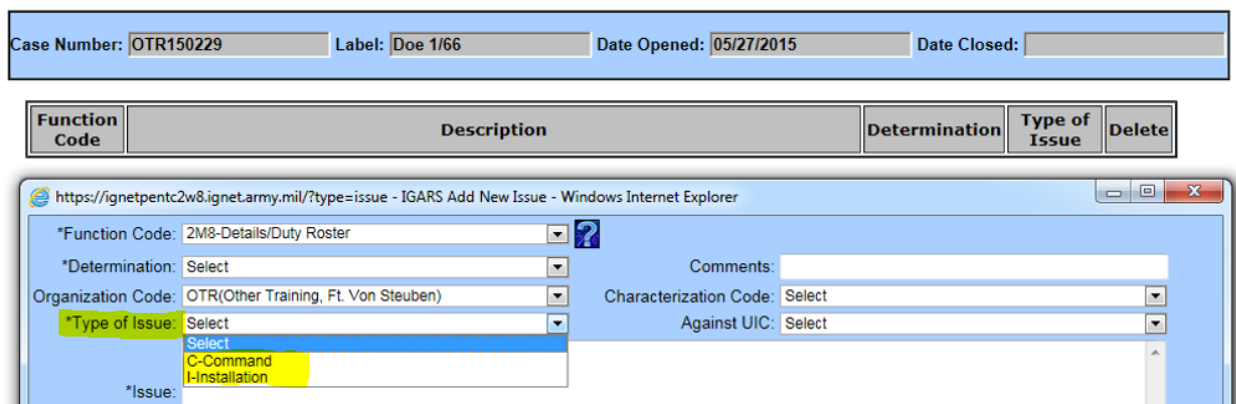 Case Number: OTR150229 Label: Doe 1/66 Date Opened: 05/27/2015 Date Closed:
Function Code Description Determination Type of Issue Delete
https://ignetpentc2w8.ignet.army.mil/?type=issue - IGARS Add New Issue - Windows Internet Explorer
*Function Code: 2M8-Details/Duty Roster ?
*Determination: Select Comments:
Organization Code: OTR(Other Training, Ft. Von Steuben) Characterization Code: Select
*Type of Issue: Select Against UIC: Select
Select
C-Command
I-Installation
*Issue: